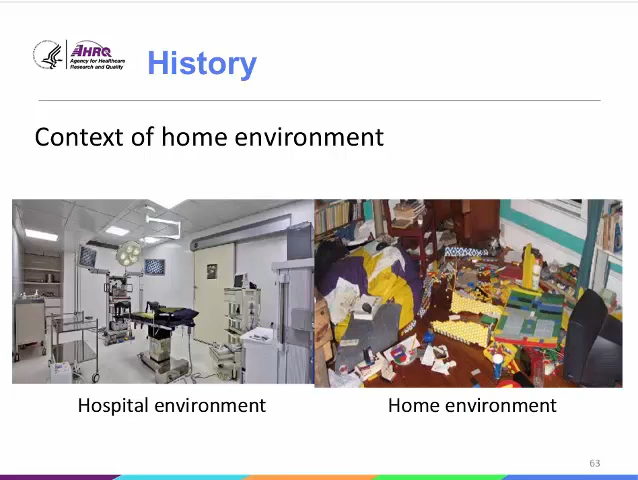 AHRQ
Agency for Healthcare
Research and Quality
History
Context of home environment
Hospital environment
Home environment
63